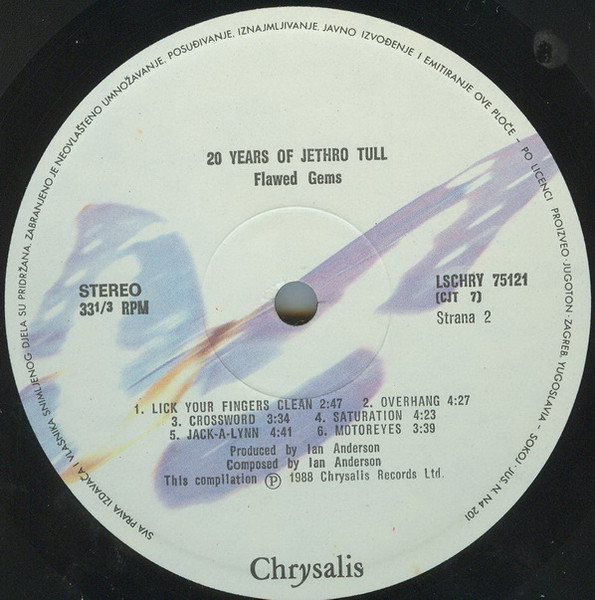 SVA PRAVA IZDAVAČA I VLASNIKA SNIMLJENOG DJELA SU PRIDRŽANA. ZABRANJENO JE NEOVLAŠTENO UMNOŽAVANJE, POSUĐIVANJE, IZNAJMLJIVANJE, JAVNO IZVOĐENJE I EMITIRANJE OVE PLOČE - PO LICENCI PROIZVEO - JUGOTON - ZAGREB, YUGOSLAVIA - SOKOJ - JUS. N. N4 201
20 YEARS OF JETHRO TULL
Flawed Gems
STEREO
33 1/3 RPM
LSCHRY 75121
(CJT 7)
Strana 2
1. LICK YOUR FINGERS CLEAN 2:47 2. OVERHANG 4:27
3. CROSSWORD 3:34 4. SATURATION 4:23
5. JACK-A-LYNN 4:41 6. MOTOREYES 3:39
Produced by Ian Anderson
Composed by Ian Anderson
This compilation Ⓟ 1988 Chrysalis Records Ltd.
Chrysalis